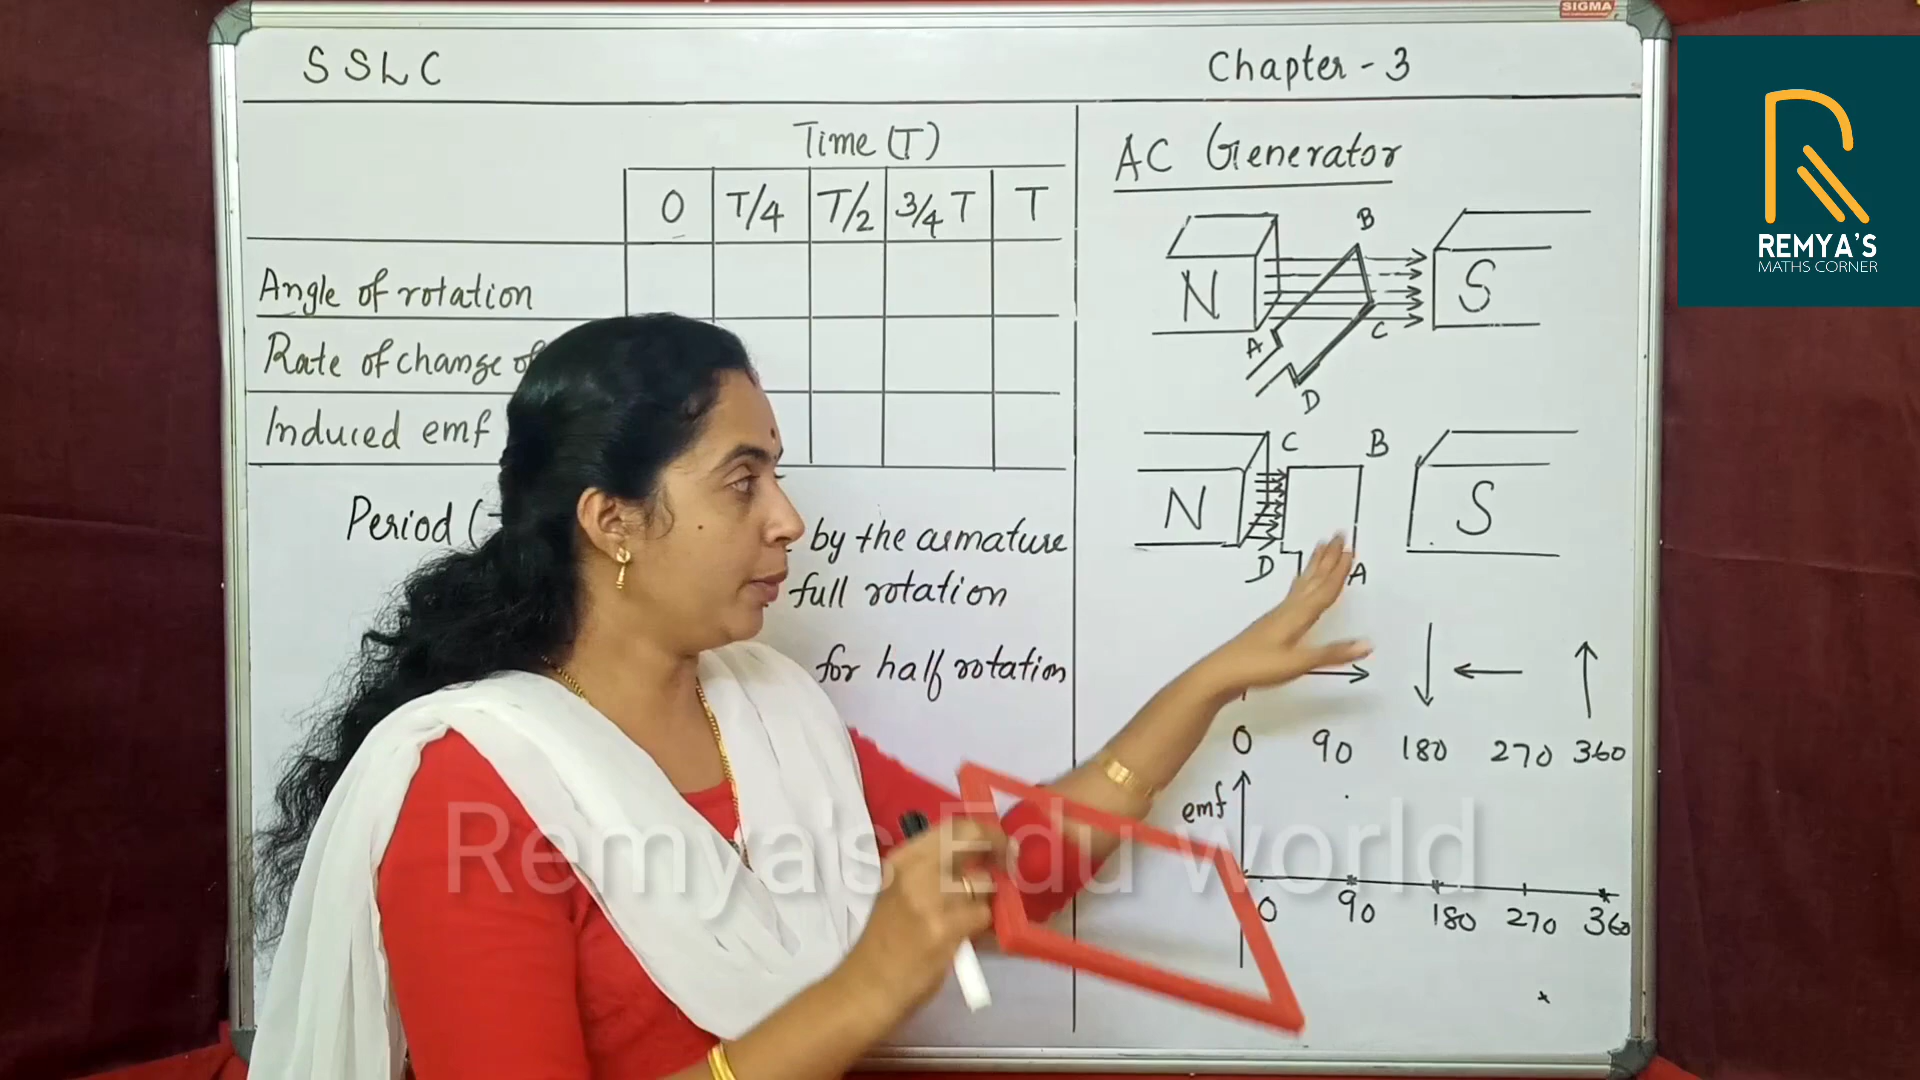 SIGMA
SSLC
Chapter - 3
REMYA'S
MATHS CORNER
Time (T)
0 T/4 T/2 3/4 T T
Angle of rotation
Rate of change of
Induced emf
Period (
by the armature
full rotation
for half rotation
AC Generator
B
N S
A C
D
C B
N S
D A
0 90 180 270 360
emf
0 90 180 270 360
Remya's Edu world